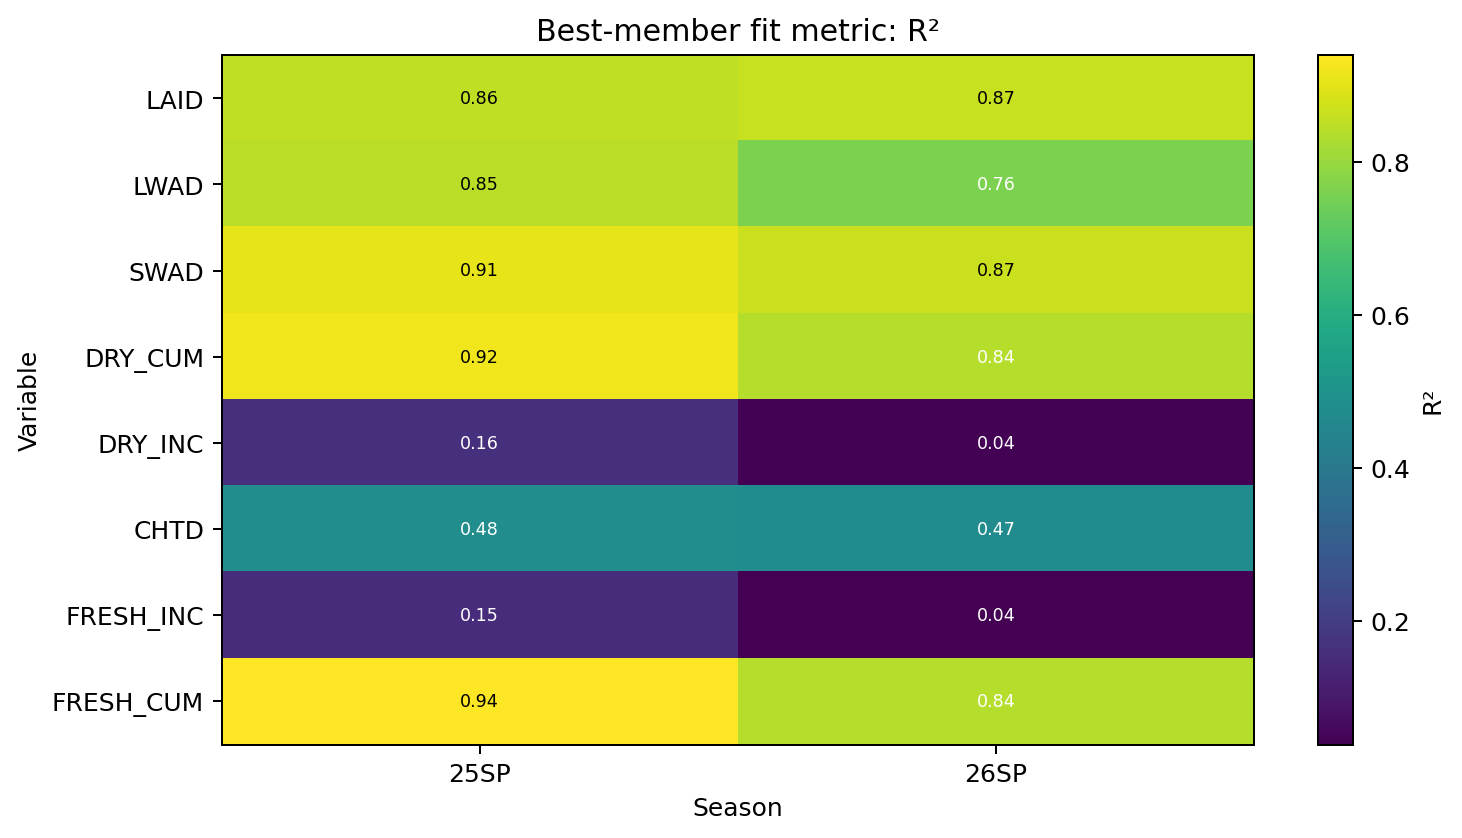 Best-member fit metric: R²
LAID 0.86 0.87
LWAD 0.85 0.76
SWAD 0.91 0.87
DRY_CUM 0.92 0.84
DRY_INC 0.16 0.04
CHTD 0.48 0.47
FRESH_INC 0.15 0.04
FRESH_CUM 0.94 0.84
25SP 26SP
Season
Variable
0.8
0.6
0.4
0.2
R²